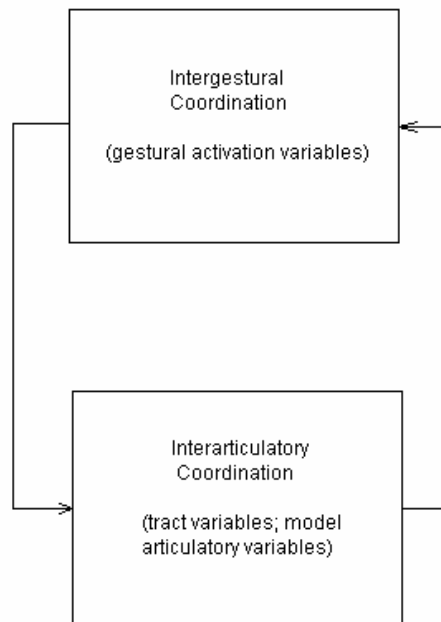 Intergestural
Coordination
(gestural activation variables)
Interarticulatory
Coordination
(tract variables; model
articulatory variables)